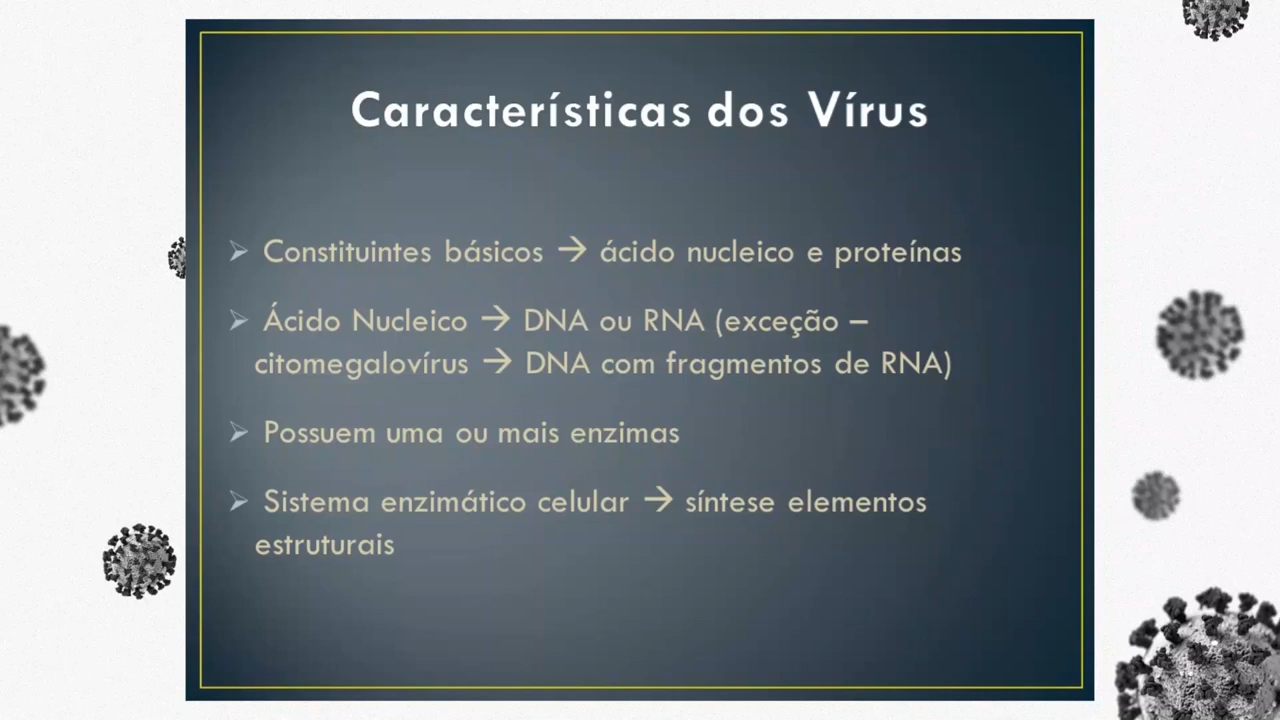 Características dos Vírus
➢ Constituintes básicos → ácido nucleico e proteínas
➢ Ácido Nucleico → DNA ou RNA (exceção –
citomegalovírus → DNA com fragmentos de RNA)
➢ Possuem uma ou mais enzimas
➢ Sistema enzimático celular → síntese elementos
estruturais